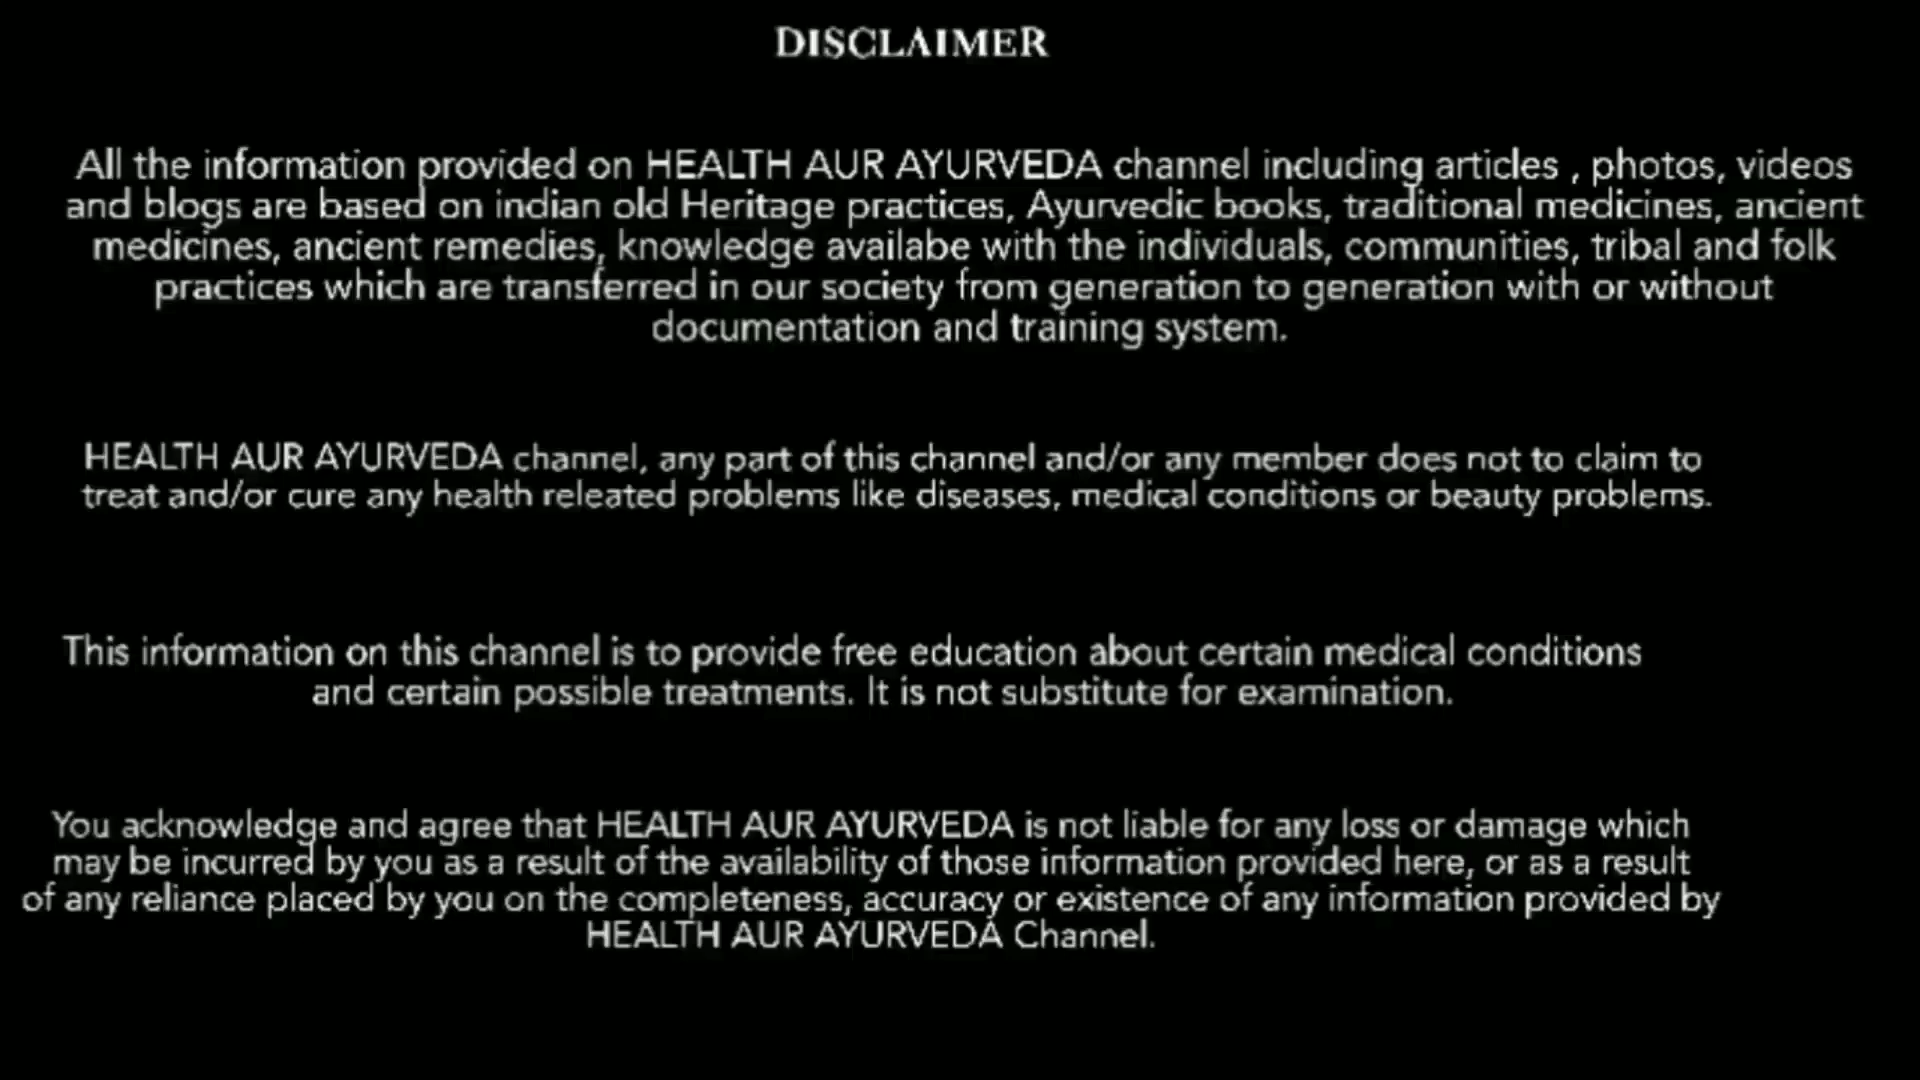 DISCLAIMER
All the information provided on HEALTH AUR AYURVEDA channel including articles , photos, videos
and blogs are based on indian old Heritage practices, Ayurvedic books, traditional medicines, ancient
medicines, ancient remedies, knowledge availabe with the individuals, communities, tribal and folk
practices which are transferred in our society from generation to generation with or without
documentation and training system.
HEALTH AUR AYURVEDA channel, any part of this channel and/or any member does not to claim to
treat and/or cure any health releated problems like diseases, medical conditions or beauty problems.
This information on this channel is to provide free education about certain medical conditions
and certain possible treatments. It is not substitute for examination.
You acknowledge and agree that HEALTH AUR AYURVEDA is not liable for any loss or damage which
may be incurred by you as a result of the availability of those information provided here, or as a result
of any reliance placed by you on the completeness, accuracy or existence of any information provided by
HEALTH AUR AYURVEDA Channel.